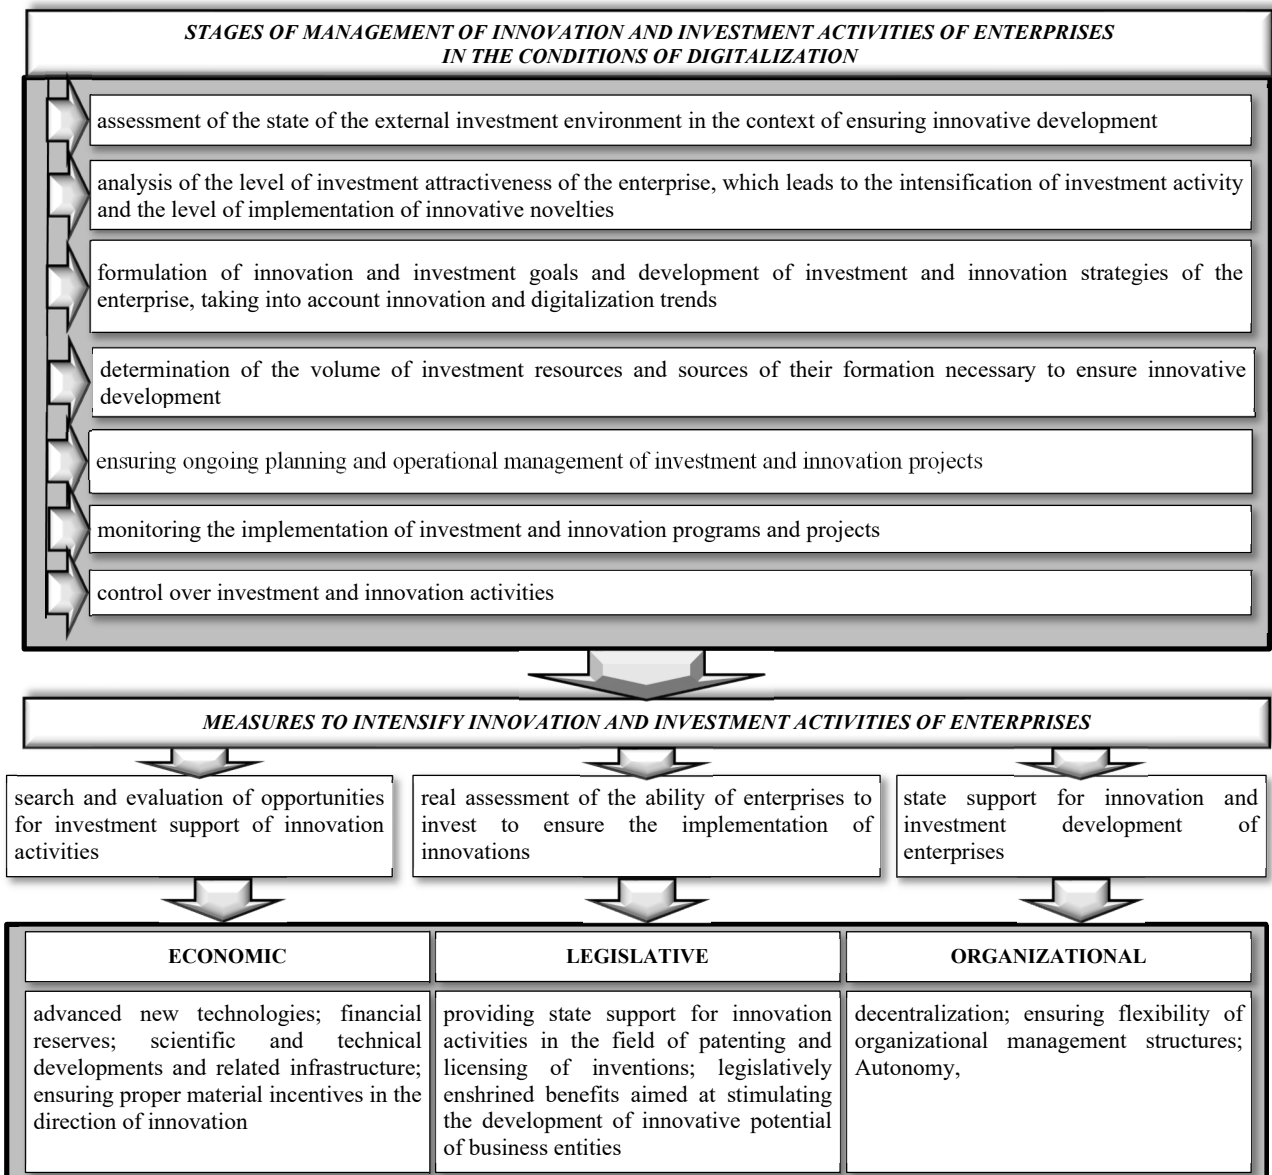 STAGES OF MANAGEMENT OF INNOVATION AND INVESTMENT ACTIVITIES OF ENTERPRISES
IN THE CONDITIONS OF DIGITALIZATION
assessment of the state of the external investment environment in the context of ensuring innovative development
analysis of the level of investment attractiveness of the enterprise, which leads to the intensification of investment activity
and the level of implementation of innovative novelties
formulation of innovation and investment goals and development of investment and innovation strategies of the
enterprise, taking into account innovation and digitalization trends
determination of the volume of investment resources and sources of their formation necessary to ensure innovative
development
ensuring ongoing planning and operational management of investment and innovation projects
monitoring the implementation of investment and innovation programs and projects
control over investment and innovation activities
MEASURES TO INTENSIFY INNOVATION AND INVESTMENT ACTIVITIES OF ENTERPRISES
search and evaluation of opportunities
for investment support of innovation
activities
real assessment of the ability of enterprises to
invest to ensure the implementation of
innovations
state support for innovation and
investment development of
enterprises
ECONOMIC
LEGISLATIVE
ORGANIZATIONAL
advanced new technologies; financial
reserves; scientific and technical
developments and related infrastructure;
ensuring proper material incentives in the
direction of innovation
providing state support for innovation
activities in the field of patenting and
licensing of inventions; legislatively
enshrined benefits aimed at stimulating
the development of innovative potential
of business entities
decentralization; ensuring flexibility of
organizational management structures;
Autonomy,